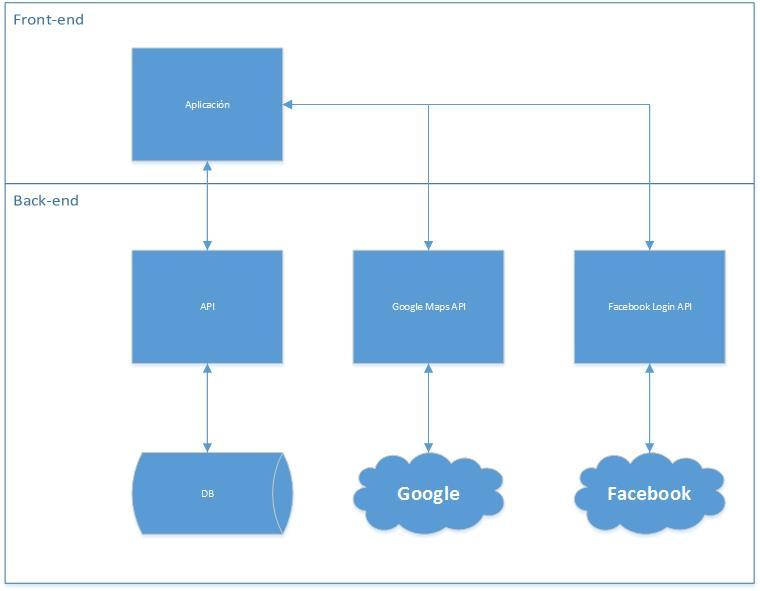 Front-end
Aplicación
Back-end
API
Google Maps API
Facebook Login API
DB
Google
Facebook